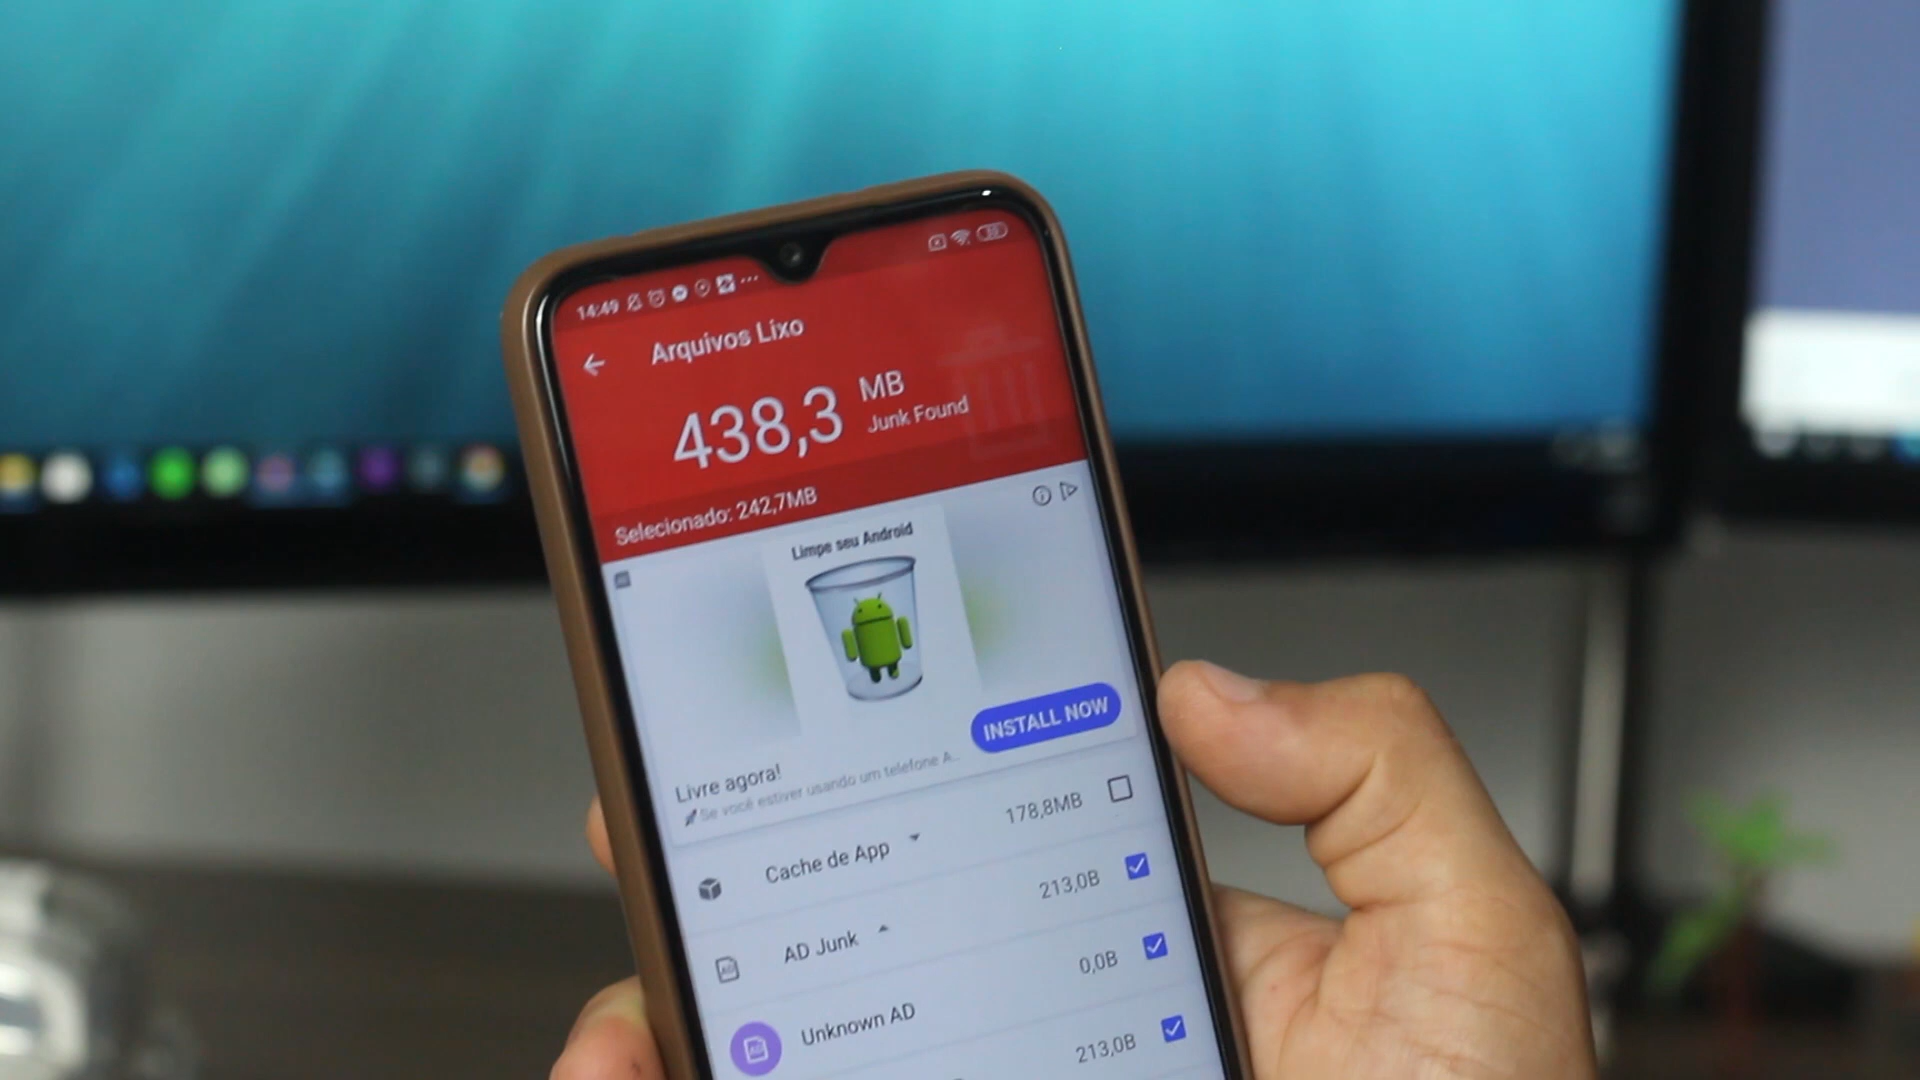 14:49
Arquivos Lixo
438,3 MB
Junk Found
Selecionado: 242,7MB
Limpe seu Android
INSTALL NOW
Livre agora!
Se você estiver usando um telefone A...
Cache de App 178,8MB
AD Junk 213,0B
Unknown AD 0,0B
213,0B